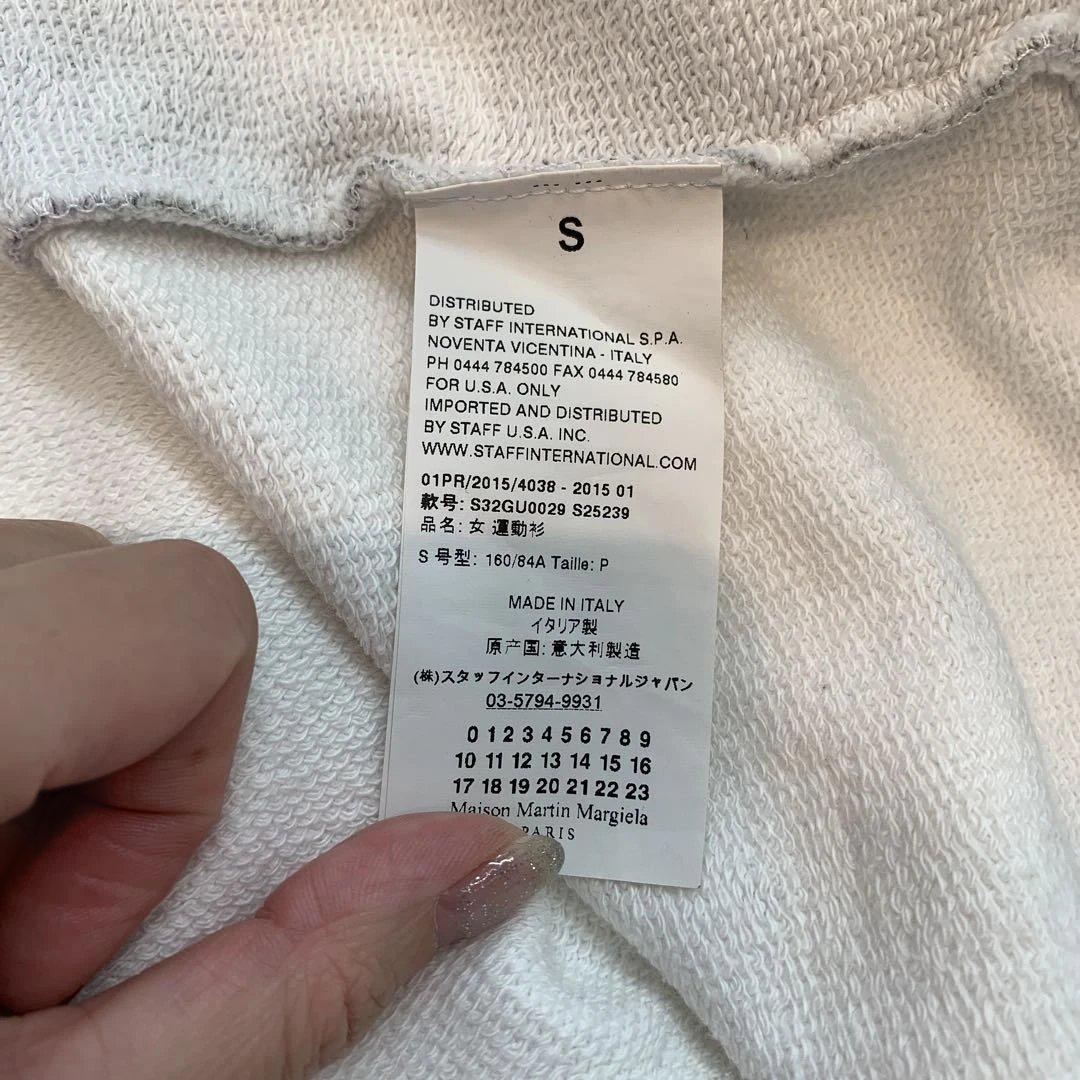 S
DISTRIBUTED
BY STAFF INTERNATIONAL S.P.A.
NOVENTA VICENTINA - ITALY
PH 0444 784500 FAX 0444 784580
FOR U.S.A. ONLY
IMPORTED AND DISTRIBUTED
BY STAFF U.S.A. INC.
WWW.STAFFINTERNATIONAL.COM
01PR/2015/4038 - 2015 01
款号: S32GU0029 S25239
品名: 女 運動衫
S 号型: 160/84A Taille: P
MADE IN ITALY
イタリア製
原产国: 意大利製造
(株)スタッフインターナショナルジャパン
03-5794-9931
0 1 2 3 4 5 6 7 8 9
10 11 12 13 14 15 16
17 18 19 20 21 22 23
Maison Martin Margiela
PARIS